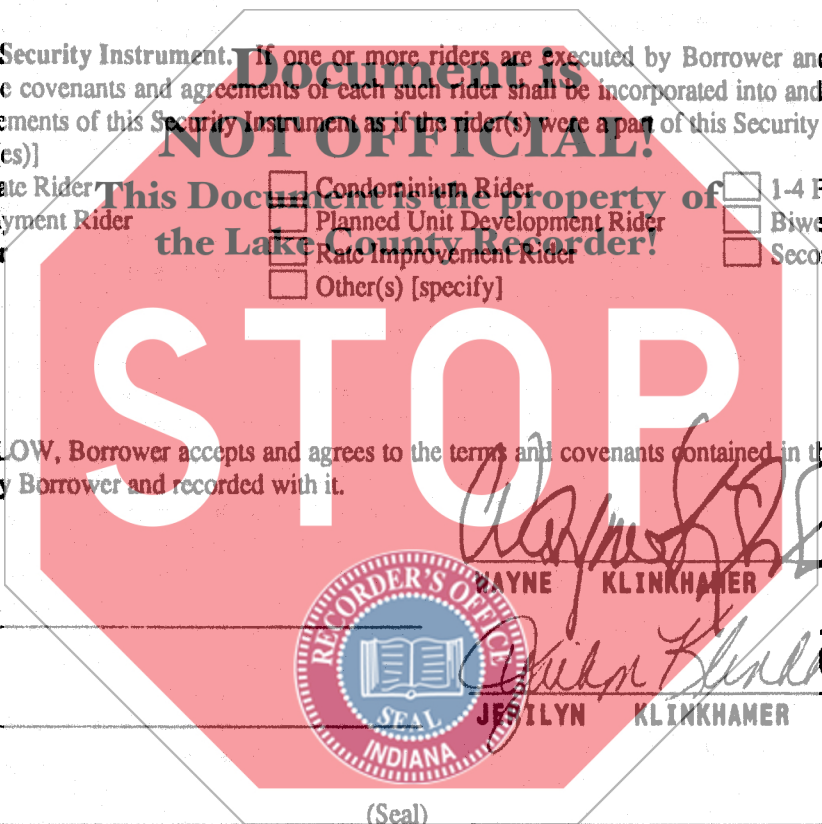 Security Instrument. If one or more riders are executed by Borrower and
Document is
e covenants and agreements of each such rider shall be incorporated into and
ements of this Security Instrument as if the rider(s) were a part of this Security
NOT OFFICIAL!
es)]
ate Rider Condominium Rider 1-4 F
This Document is the property of
yment Rider Planned Unit Development Rider Biwe
the Lake County Recorder!
Rate Improvement Rider Seco
Other(s) [specify]
STOP
LOW, Borrower accepts and agrees to the terms and covenants contained in th
y Borrower and recorded with it.
WAYNE KLINKHAMER
RECORDER'S OFFICE
SEAL
INDIANA
JERILYN KLINKHAMER
(Seal)